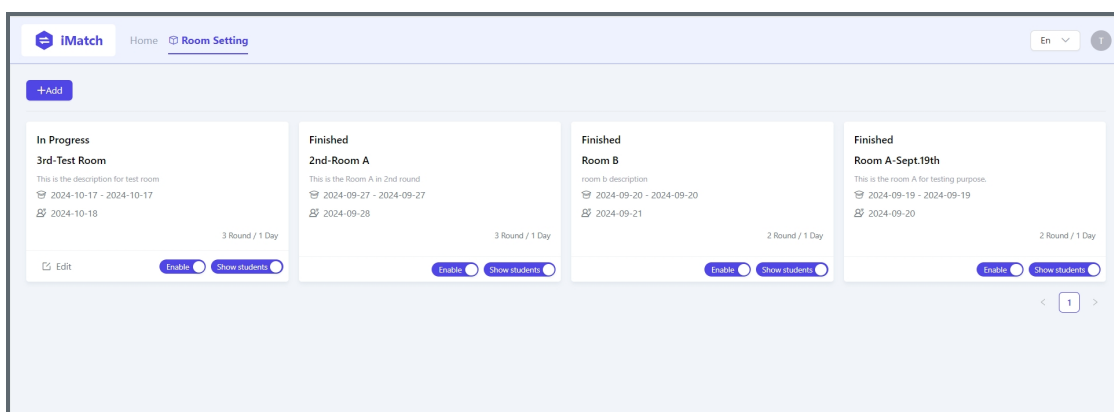 iMatch Home Room Setting En T
+Add
In Progress
3rd-Test Room
This is the description for test room
2024-10-17 - 2024-10-17
2024-10-18
3 Round / 1 Day
Edit Enable Show students
Finished
2nd-Room A
This is the Room A in 2nd round
2024-09-27 - 2024-09-27
2024-09-28
3 Round / 1 Day
Enable Show students
Finished
Room B
room b description
2024-09-20 - 2024-09-20
2024-09-21
2 Round / 1 Day
Enable Show students
Finished
Room A-Sept.19th
This is the room A for testing purpose.
2024-09-19 - 2024-09-19
2024-09-20
2 Round / 1 Day
Enable Show students
< 1 >